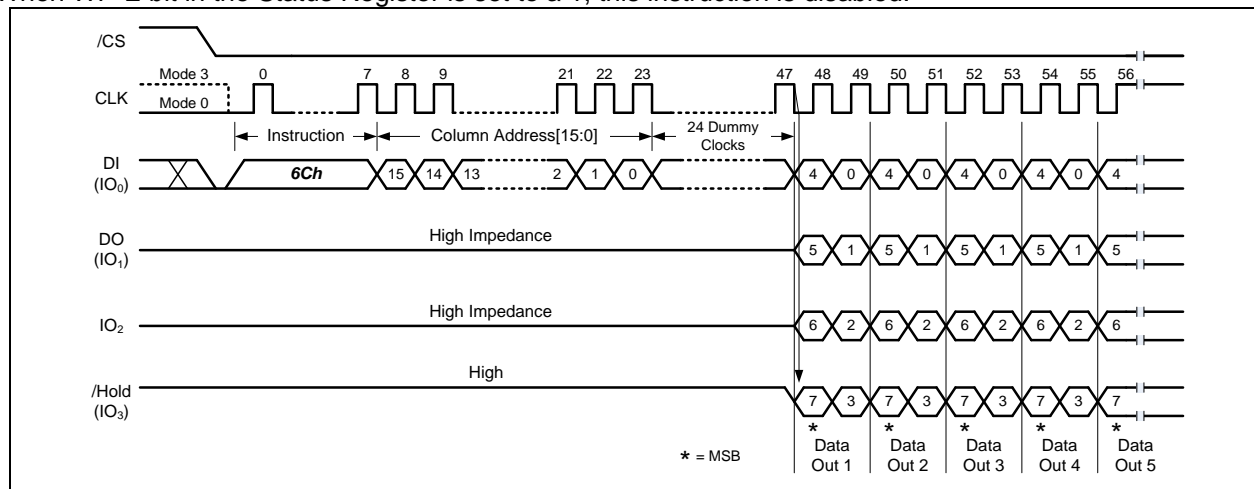 /CS
Mode 3 0 7 8 9 21 22 23 47 48 49 50 51 52 53 54 55 56
CLK
Mode 0
Instruction Column Address[15:0] 24 Dummy
Clocks
DI
(IO₀)
6Ch 15 14 13 2 1 0 4 0 4 0 4 0 4 0 4
DO
(IO₁)
High Impedance
5 1 5 1 5 1 5 1 5
IO₂
High Impedance
6 2 6 2 6 2 6 2 6
High
/Hold
(IO₃)
7 3 7 3 7 3 7 3 7
* * * * *
* = MSB
Data Data Data Data Data
Out 1 Out 2 Out 3 Out 4 Out 5